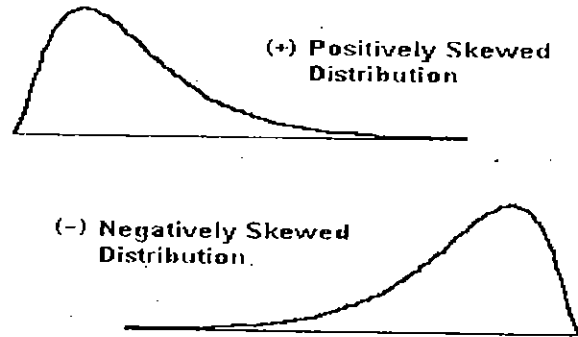 (+) Positively Skewed
Distribution
(-) Negatively Skewed
Distribution